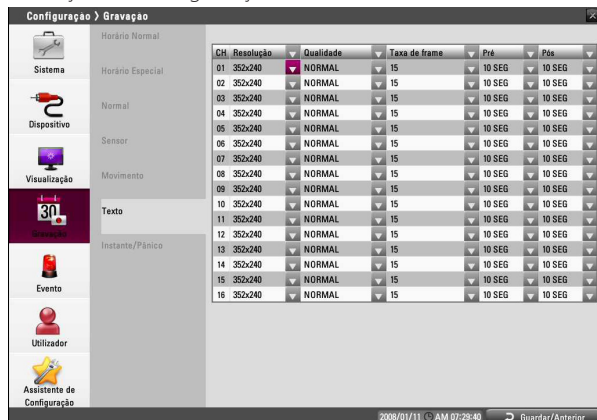 Configuração > Gravação
Sistema
Dispositivo
Visualização
30
Gravação
Evento
Utilizador
Assistente de
Configuração
Horário Normal
Horário Especial
Normal
Sensor
Movimento
Texto
Instante/Pânico
CH Resolução Qualidade Taxa de frame Pré Pós
01 352x240 NORMAL 15 10 SEG 10 SEG
02 352x240 NORMAL 15 10 SEG 10 SEG
03 352x240 NORMAL 15 10 SEG 10 SEG
04 352x240 NORMAL 15 10 SEG 10 SEG
05 352x240 NORMAL 15 10 SEG 10 SEG
06 352x240 NORMAL 15 10 SEG 10 SEG
07 352x240 NORMAL 15 10 SEG 10 SEG
08 352x240 NORMAL 15 10 SEG 10 SEG
09 352x240 NORMAL 15 10 SEG 10 SEG
10 352x240 NORMAL 15 10 SEG 10 SEG
11 352x240 NORMAL 15 10 SEG 10 SEG
12 352x240 NORMAL 15 10 SEG 10 SEG
13 352x240 NORMAL 15 10 SEG 10 SEG
14 352x240 NORMAL 15 10 SEG 10 SEG
15 352x240 NORMAL 15 10 SEG 10 SEG
16 352x240 NORMAL 15 10 SEG 10 SEG
2008/01/11 AM 07:29:40 Guardar/Anterior